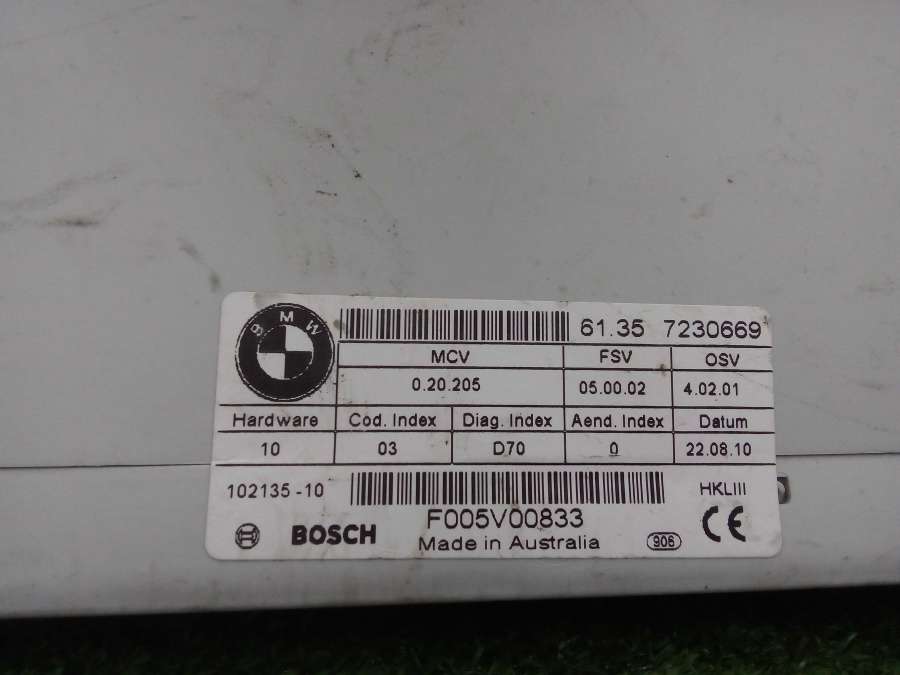 BMW
61.35 7230669
MCV FSV OSV
0.20.205 05.00.02 4.02.01
Hardware Cod. Index Diag. Index Aend. Index Datum
10 03 D70 0 22.08.10
102135-10 HKLIII
F005V00833
BOSCH Made in Australia 906 CE